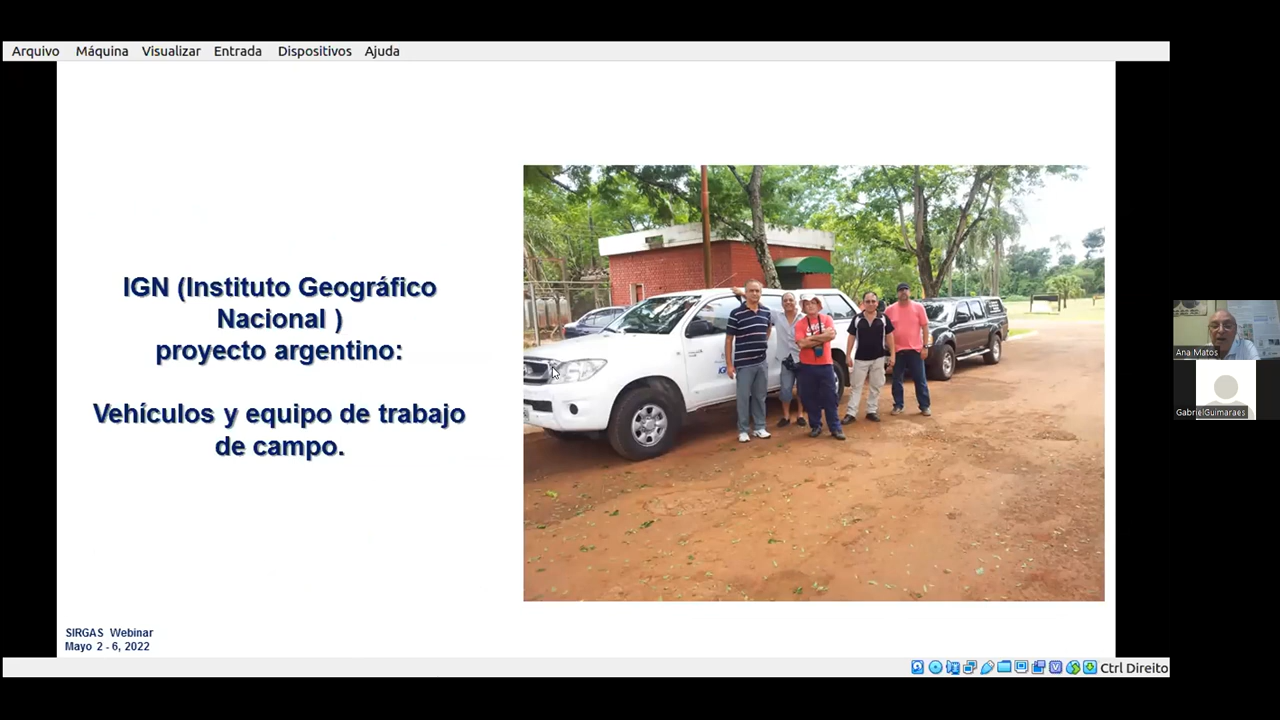 Arquivo Máquina Visualizar Entrada Dispositivos Ajuda
IGN (Instituto Geográfico
Nacional )
proyecto argentino:
Vehículos y equipo de trabajo
de campo.
SIRGAS Webinar
Mayo 2 - 6, 2022
Ana Matos
GabrielGuimaraes
Ctrl Direito